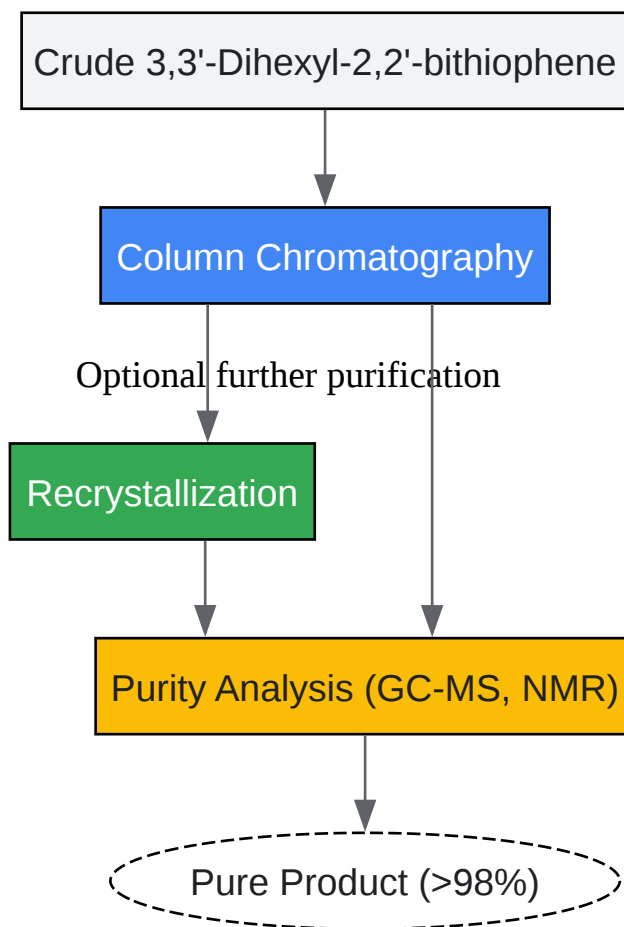 Crude 3,3'-Dihexyl-2,2'-bithiophene
Column Chromatography
Optional further purification
Recrystallization
Purity Analysis (GC-MS, NMR)
Pure Product (>98%)